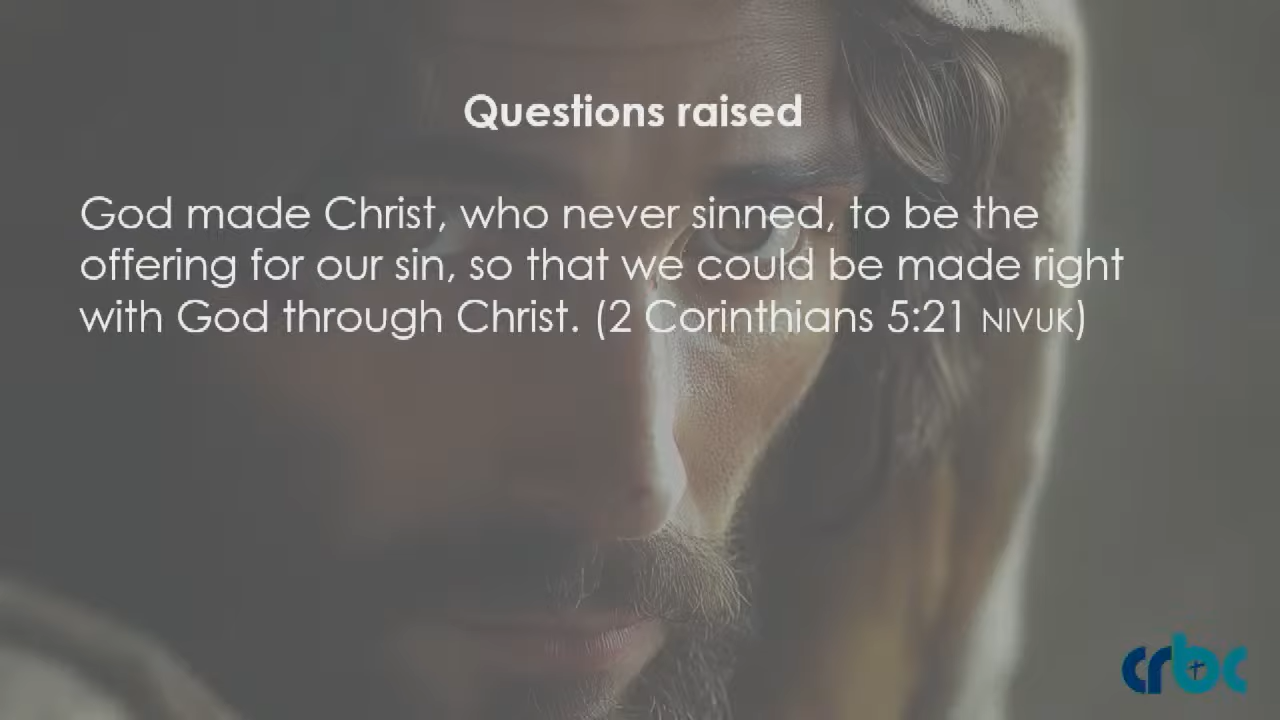 Questions raised
God made Christ, who never sinned, to be the
offering for our sin, so that we could be made right
with God through Christ. (2 Corinthians 5:21 NIVUK)
crbc